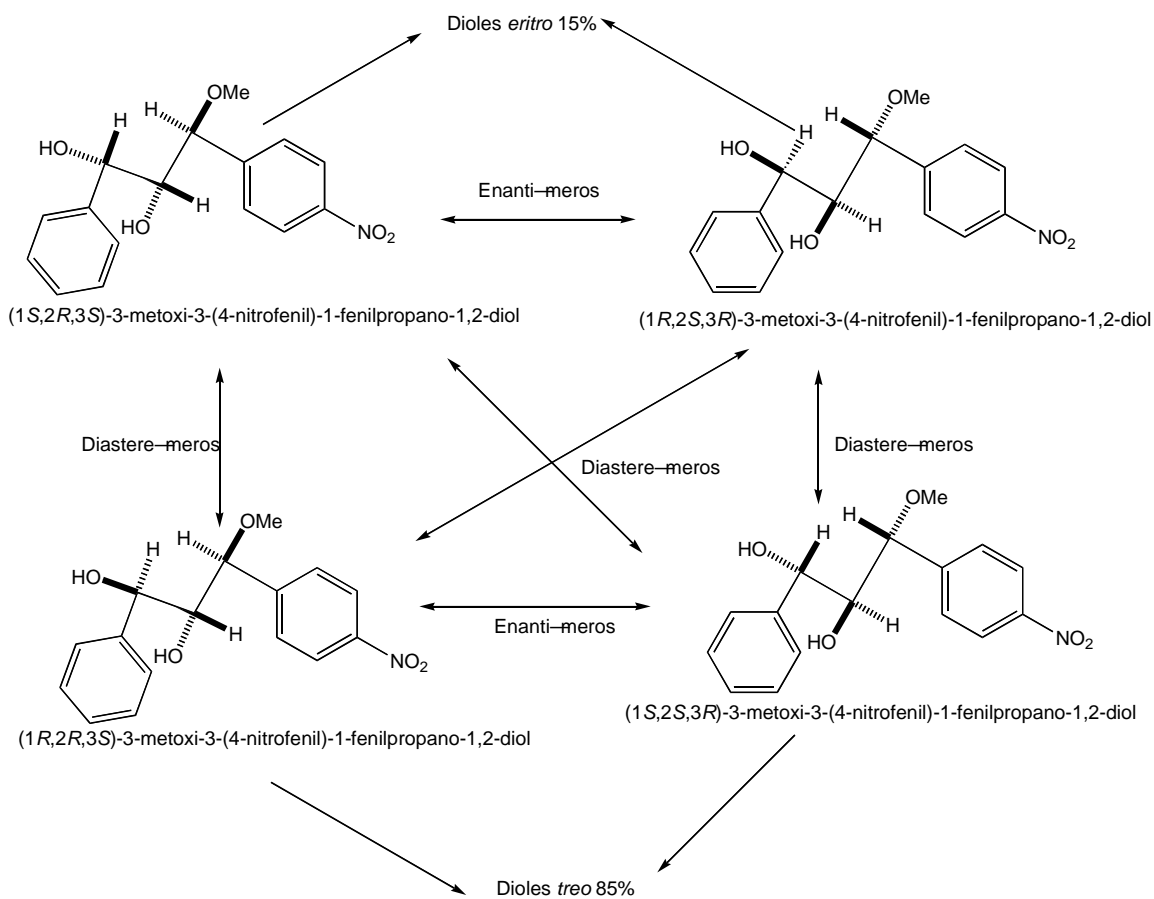 Dioles eritro 15%
OMe
H
H
HO
H
HO
NO2
OMe
H
H
HO
H
HO
NO2
Enanti—meros
(1S,2R,3S)-3-metoxi-3-(4-nitrofenil)-1-fenilpropano-1,2-diol
(1R,2S,3R)-3-metoxi-3-(4-nitrofenil)-1-fenilpropano-1,2-diol
Diastere—meros
Diastere—meros
Diastere—meros
OMe
H
H
HO
H
HO
NO2
OMe
H
H
HO
H
HO
NO2
Enanti—meros
(1R,2R,3S)-3-metoxi-3-(4-nitrofenil)-1-fenilpropano-1,2-diol
(1S,2S,3R)-3-metoxi-3-(4-nitrofenil)-1-fenilpropano-1,2-diol
Dioles treo 85%